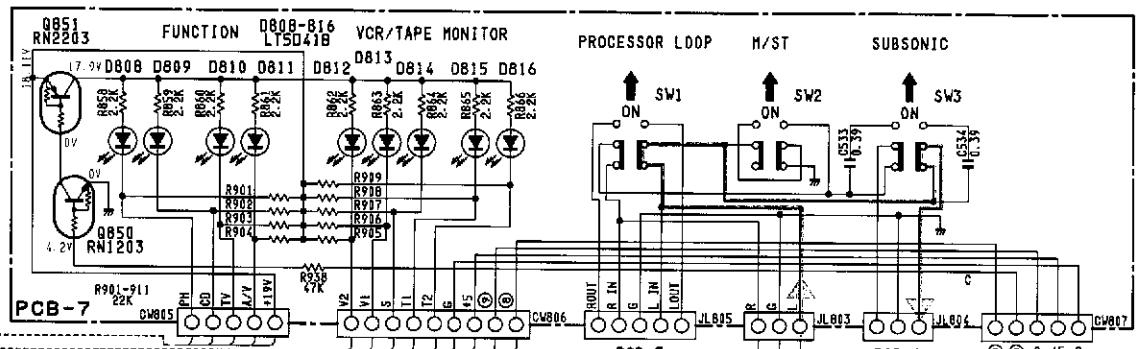 Q851
RN2203
FUNCTION
D808-816
LT5D41B
VCR/TAPE MONITOR
PROCESSOR LOOP
M/ST
SUBSONIC
17.9V
D808
D809
D810
D811
D812
D813
D814
D815
D816
R858
2.2K
R859
2.2K
R860
2.2K
R861
2.2K
R862
2.2K
R863
2.2K
R864
2.2K
R865
2.2K
R866
2.2K
ON
SW1
ON
SW2
ON
SW3
C533
0.39
C534
0.39
0V
0V
R901
R902
R903
R904
R909
R908
R907
R906
R905
4.2V
Q850
RN1203
R938
47K
R901-911
22K
PCB-7
CW805
PH
CD
TV
A/V
+19V
V2
V1
S
T1
T2
G
+5
9
8
CW806
ROUT
R IN
G
L IN
LOUT
JL805
R
G
L
JL803
JL804
C
CW807